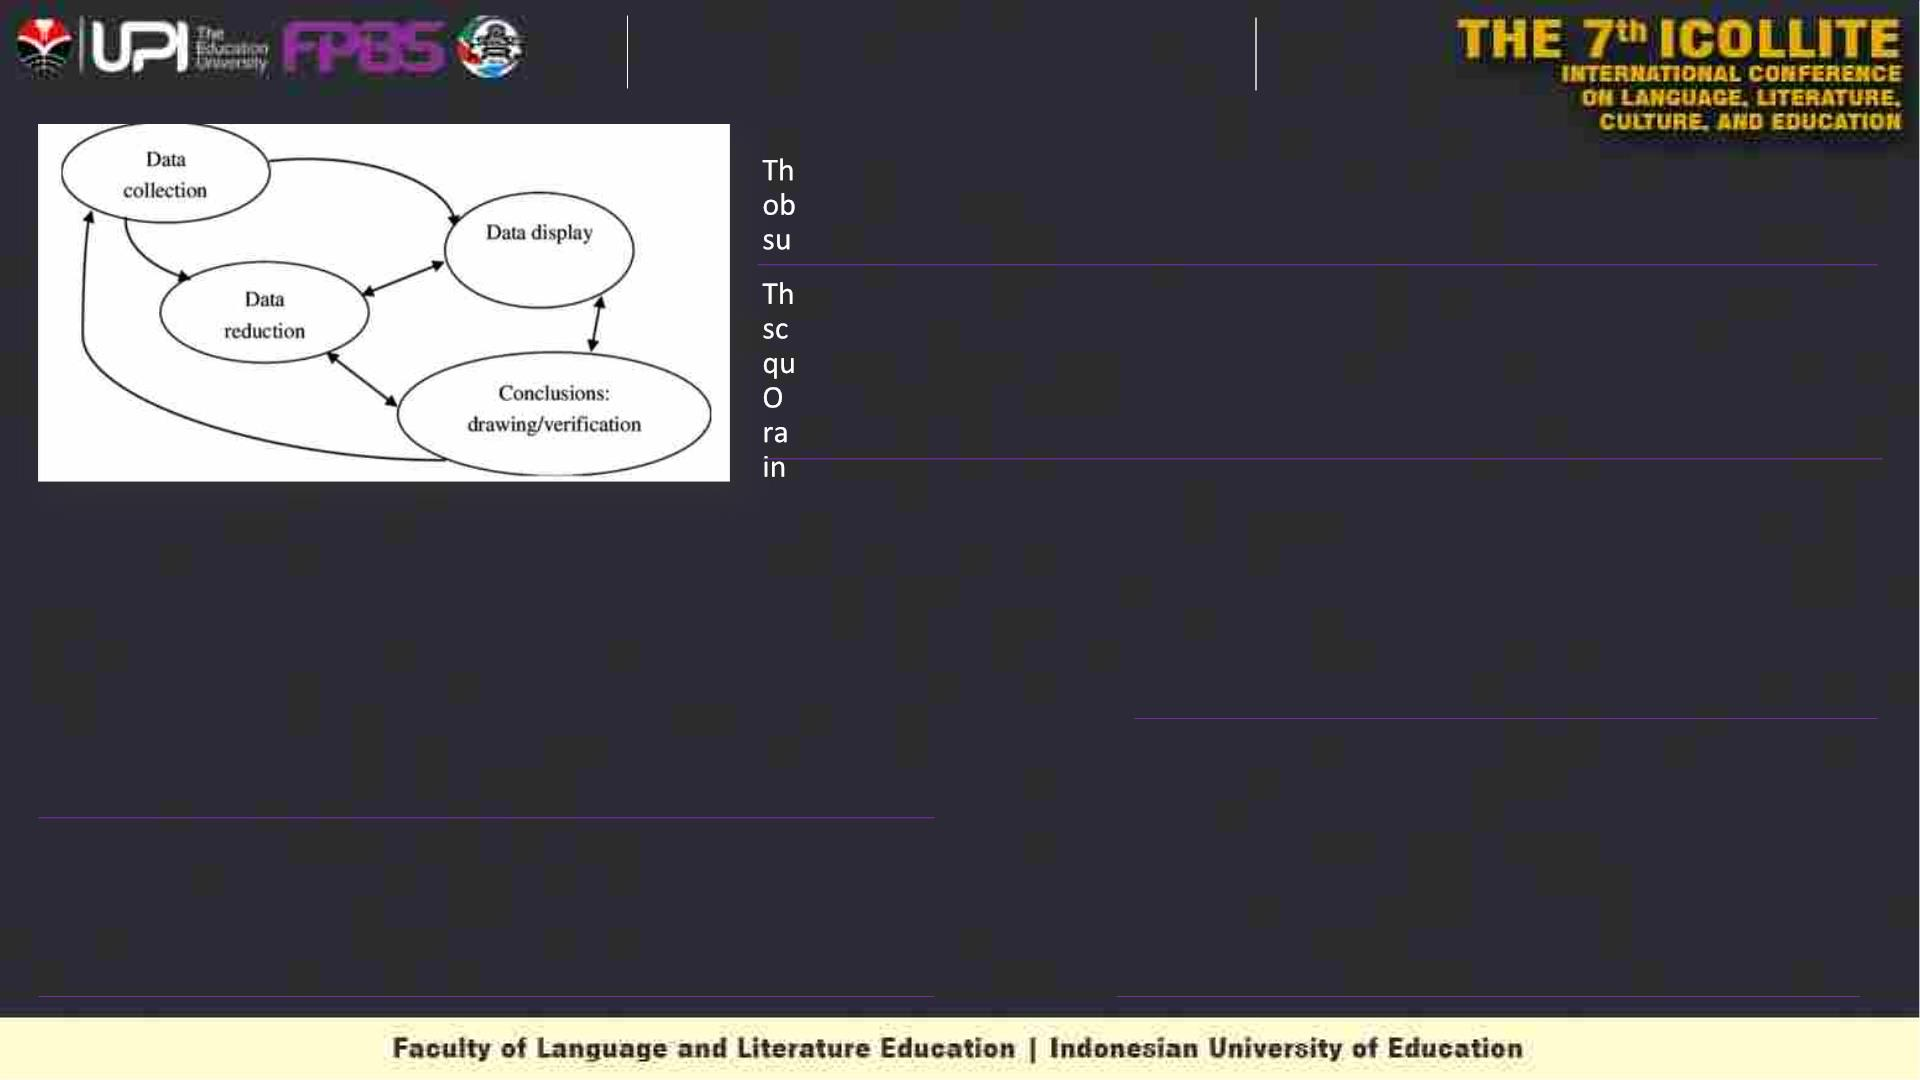 UPI
The
Education
University
FPBS
THE 7th ICOLLITE
INTERNATIONAL CONFERENCE
ON LANGUAGE, LITERATURE,
CULTURE, AND EDUCATION
Data
collection
Data display
Data
reduction
Conclusions:
drawing/verification
Th
ob
su
Th
sc
qu
O
ra
in
Faculty of Language and Literature Education | Indonesian University of Education